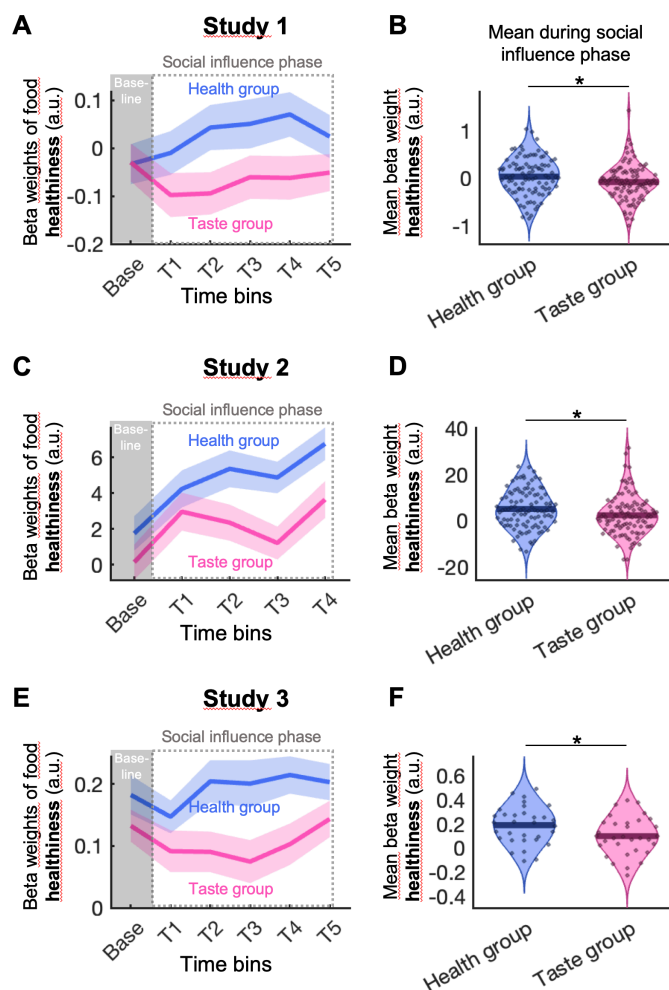 A
Study 1
Social influence phase
Base-
line
Health group
Taste group
Beta weights of food
healthiness (a.u.)
0.1
0
-0.1
-0.2
Base
T1
T2
T3
T4
T5
Time bins
B
Mean during social
influence phase
*
Mean beta weight
healthiness (a.u.)
1
0
-1
Health group
Taste group
C
Study 2
Social influence phase
Base-
line
Health group
Taste group
Beta weights of food
healthiness (a.u.)
6
4
2
0
Base
T1
T2
T3
T4
Time bins
D
*
Mean beta weight
healthiness (a.u.)
40
20
0
-20
Health group
Taste group
E
Study 3
Social influence phase
Base-
line
Health group
Taste group
Beta weights of food
healthiness (a.u.)
0.2
0.1
0
Base
T1
T2
T3
T4
T5
Time bins
F
*
Mean beta weight
healthiness (a.u.)
0.6
0.4
0.2
0
-0.2
-0.4
Health group
Taste group